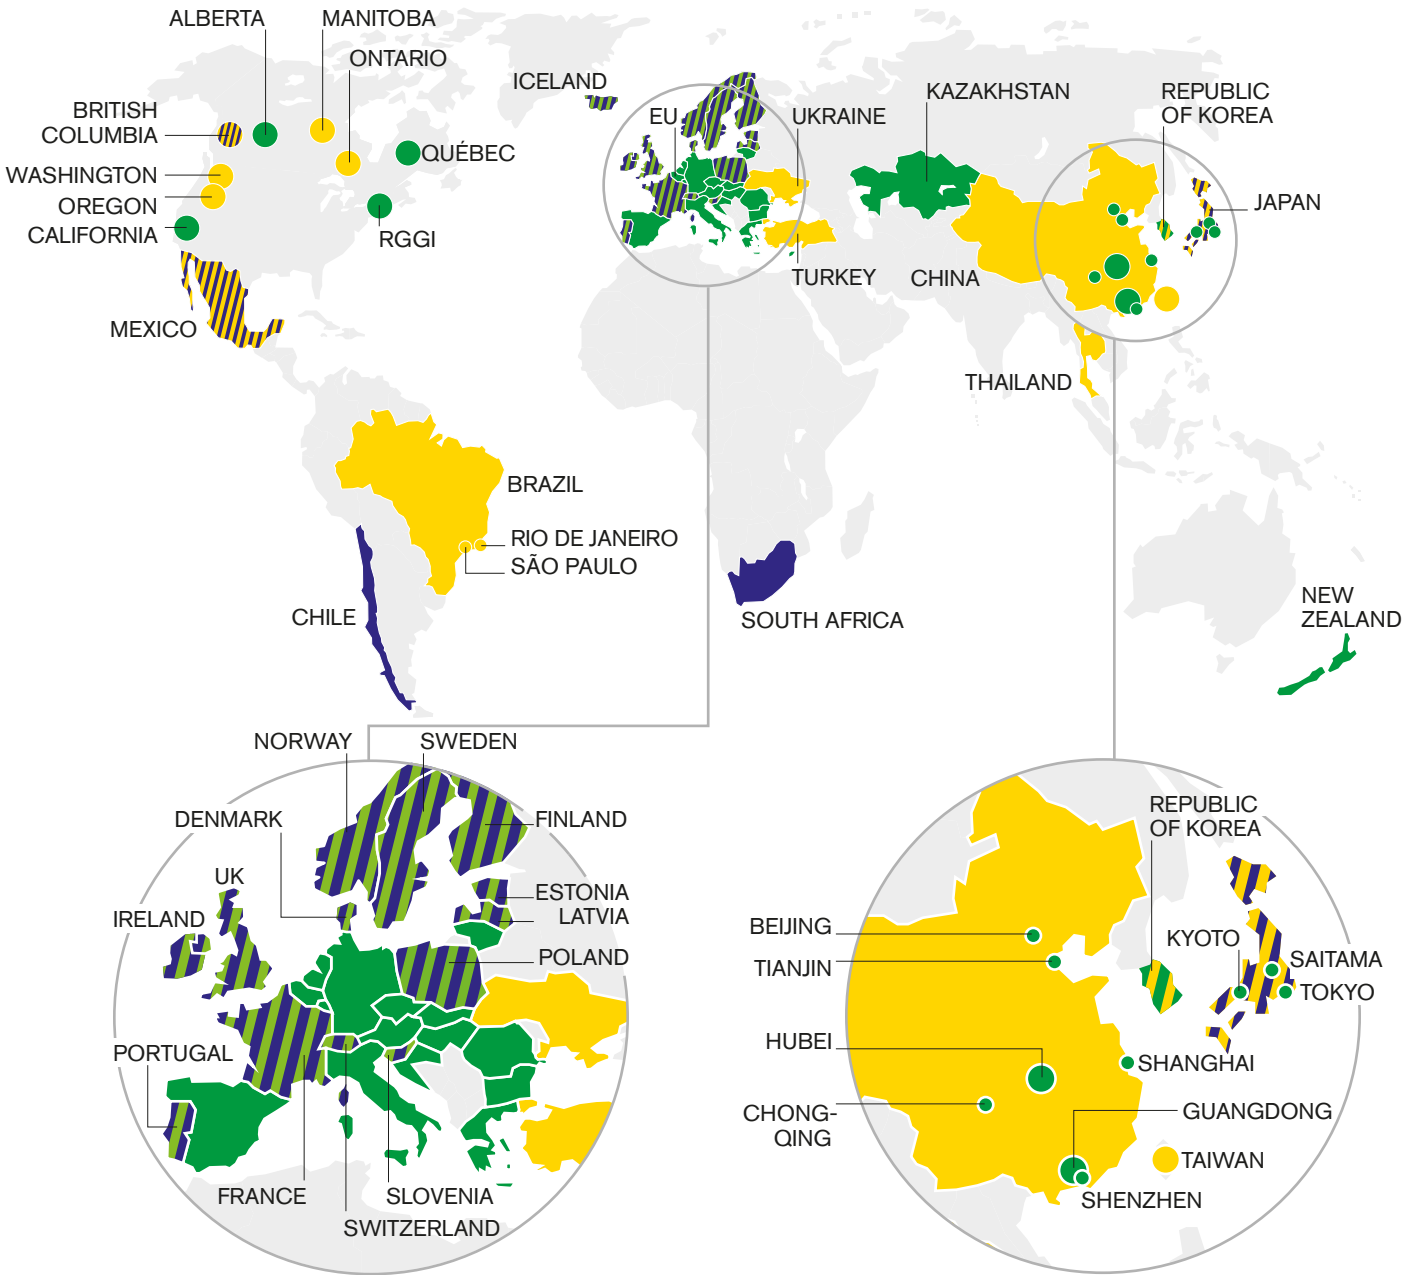 ALBERTA
MANITOBA
ONTARIO
BRITISH
COLUMBIA
QUÉBEC
WASHINGTON
OREGON
CALIFORNIA
RGGI
MEXICO
ICELAND
EU
UKRAINE
TURKEY
KAZAKHSTAN
REPUBLIC
OF KOREA
JAPAN
CHINA
THAILAND
BRAZIL
RIO DE JANEIRO
SÃO PAULO
CHILE
SOUTH AFRICA
NEW
ZEALAND
NORWAY
SWEDEN
DENMARK
FINLAND
UK
IRELAND
ESTONIA
LATVIA
POLAND
PORTUGAL
FRANCE
SLOVENIA
SWITZERLAND
REPUBLIC
OF KOREA
BEIJING
TIANJIN
KYOTO
SAITAMA
TOKYO
HUBEI
SHANGHAI
CHONG-
QING
GUANGDONG
TAIWAN
SHENZHEN